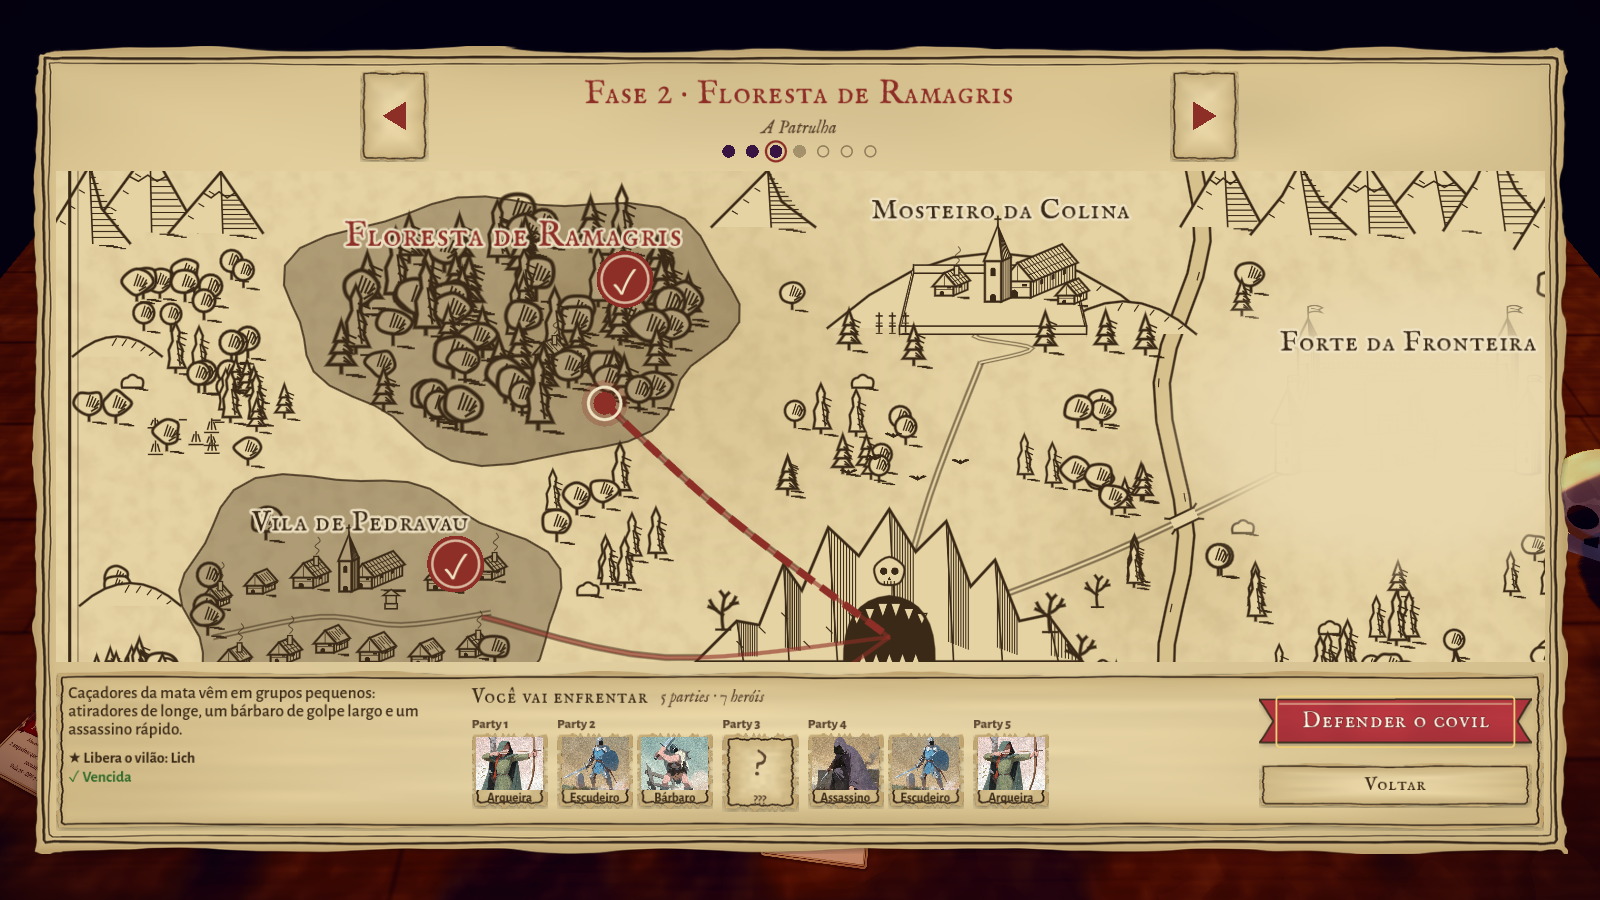 Fase 2 · Floresta de Ramagris
A Patrulha
Mosteiro da Colina
Floresta de Ramagris
Forte da Fronteira
Vila de Pedravau
Caçadores da mata vêm em grupos pequenos:
atiradores de longe, um bárbaro de golpe largo e um
assassino rápido.
★ Libera o vilão: Lich
✓ Vencida
Você vai enfrentar 5 parties · 7 heróis
Party 1 Party 2 Party 3 Party 4 Party 5
?
Arqueira Escudeiro Bárbaro ??? Assassino Escudeiro Arqueira
Defender o covil
Voltar